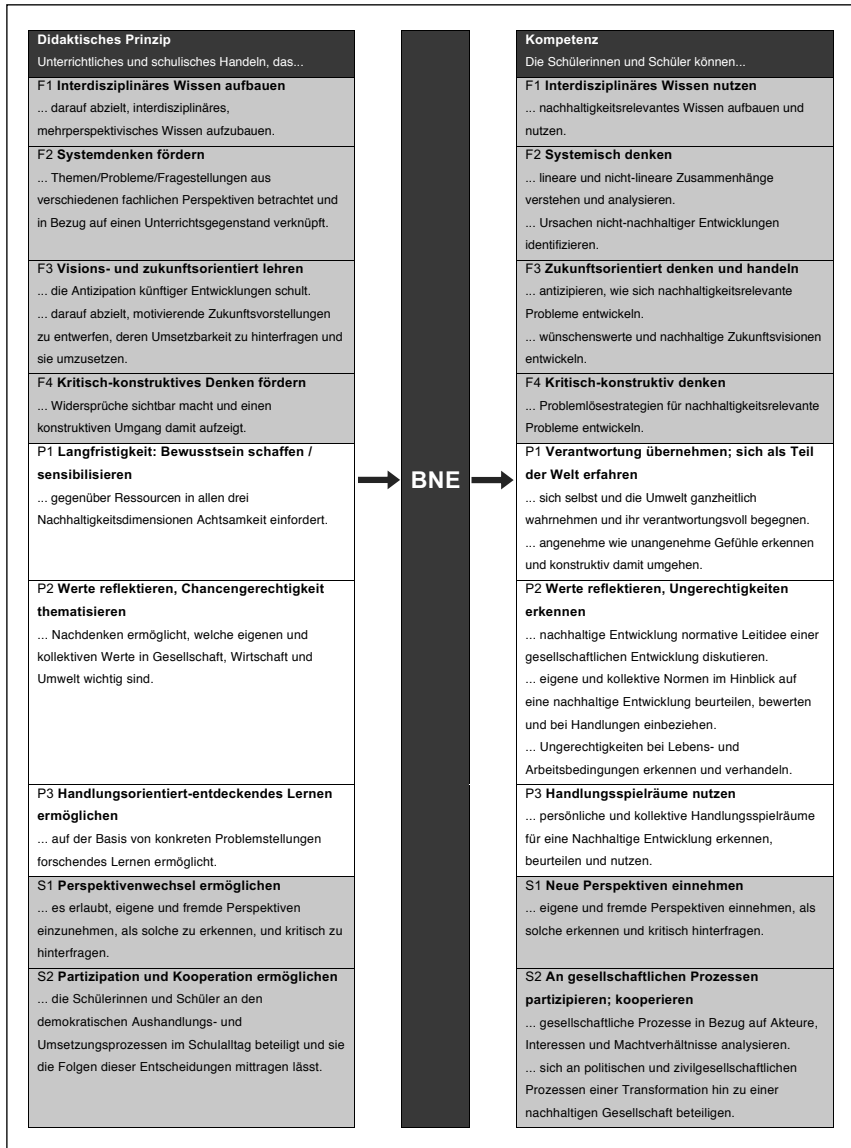 Didaktisches Prinzip
Unterrichtliches und schulisches Handeln, das...
F1 Interdisziplinäres Wissen aufbauen
... darauf abzielt, interdisziplinäres,
mehrperspektivisches Wissen aufzubauen.
F2 Systemdenken fördern
... Themen/Probleme/Fragestellungen aus
verschiedenen fachlichen Perspektiven betrachtet und
in Bezug auf einen Unterrichtsgegenstand verknüpft.
F3 Visions- und zukunftsorientiert lehren
... die Antizipation künftiger Entwicklungen schult.
... darauf abzielt, motivierende Zukunftsvorstellungen
zu entwerfen, deren Umsetzbarkeit zu hinterfragen und
sie umzusetzen.
F4 Kritisch-konstruktives Denken fördern
... Widersprüche sichtbar macht und einen
konstruktiven Umgang damit aufzeigt.
P1 Langfristigkeit: Bewusstsein schaffen /
sensibilisieren
... gegenüber Ressourcen in allen drei
Nachhaltigkeitsdimensionen Achtsamkeit einfordert.
P2 Werte reflektieren, Chancengerechtigkeit
thematisieren
... Nachdenken ermöglicht, welche eigenen und
kollektiven Werte in Gesellschaft, Wirtschaft und
Umwelt wichtig sind.
P3 Handlungsorientiert-entdeckendes Lernen
ermöglichen
... auf der Basis von konkreten Problemstellungen
forschendes Lernen ermöglicht.
S1 Perspektivenwechsel ermöglichen
... es erlaubt, eigene und fremde Perspektiven
einzunehmen, als solche zu erkennen, und kritisch zu
hinterfragen.
S2 Partizipation und Kooperation ermöglichen
... die Schülerinnen und Schüler an den
demokratischen Aushandlungs- und
Umsetzungsprozessen im Schulalltag beteiligt und sie
die Folgen dieser Entscheidungen mittragen lässt.
BNE
Kompetenz
Die Schülerinnen und Schüler können...
F1 Interdisziplinäres Wissen nutzen
... nachhaltigkeitsrelevantes Wissen aufbauen und
nutzen.
F2 Systemisch denken
... lineare und nicht-lineare Zusammenhänge
verstehen und analysieren.
... Ursachen nicht-nachhaltiger Entwicklungen
identifizieren.
F3 Zukunftsorientiert denken und handeln
... antizipieren, wie sich nachhaltigkeitsrelevante
Probleme entwickeln.
... wünschenswerte und nachhaltige Zukunftsvisionen
entwickeln.
F4 Kritisch-konstruktiv denken
... Problemlösestrategien für nachhaltigkeitsrelevante
Probleme entwickeln.
P1 Verantwortung übernehmen; sich als Teil
der Welt erfahren
... sich selbst und die Umwelt ganzheitlich
wahrnehmen und ihr verantwortungsvoll begegnen.
... angenehme wie unangenehme Gefühle erkennen
und konstruktiv damit umgehen.
P2 Werte reflektieren, Ungerechtigkeiten
erkennen
... nachhaltige Entwicklung normative Leitidee einer
gesellschaftlichen Entwicklung diskutieren.
... eigene und kollektive Normen im Hinblick auf
eine nachhaltige Entwicklung beurteilen, bewerten
und bei Handlungen einbeziehen.
... Ungerechtigkeiten bei Lebens- und
Arbeitsbedingungen erkennen und verhandeln.
P3 Handlungsspielräume nutzen
... persönliche und kollektive Handlungsspielräume
für eine Nachhaltige Entwicklung erkennen,
beurteilen und nutzen.
S1 Neue Perspektiven einnehmen
... eigene und fremde Perspektiven einnehmen, als
solche erkennen und kritisch hinterfragen.
S2 An gesellschaftlichen Prozessen
partizipieren; kooperieren
... gesellschaftliche Prozesse in Bezug auf Akteure,
Interessen und Machtverhältnisse analysieren.
... sich an politischen und zivilgesellschaftlichen
Prozessen einer Transformation hin zu einer
nachhaltigen Gesellschaft beteiligen.